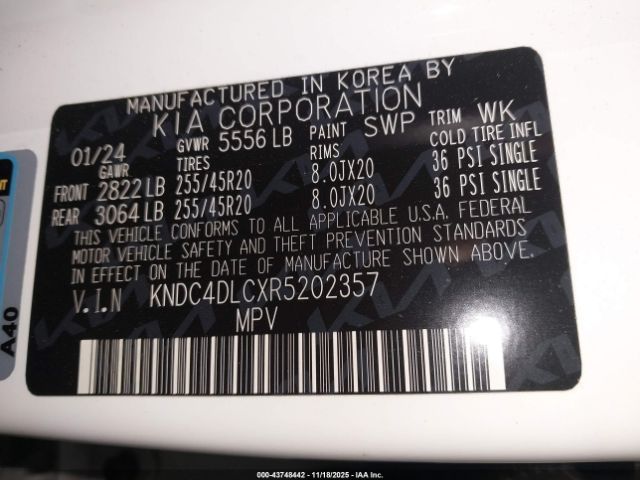 MANUFACTURED IN KOREA BY
KIA CORPORATION
01/24 GVWR 5556 LB PAINT SWP TRIM WK
GAWR TIRES RIMS COLD TIRE INFL
FRONT 2822 LB 255/45R20 8.0JX20 36 PSI SINGLE
REAR 3064 LB 255/45R20 8.0JX20 36 PSI SINGLE
THIS VEHICLE CONFORMS TO ALL APPLICABLE U.S.A. FEDERAL
MOTOR VEHICLE SAFETY AND THEFT PREVENTION STANDARDS
IN EFFECT ON THE DATE OF MANUFACTURE SHOWN ABOVE.
V.I.N KNDC4DLCXR5202357
MPV
A40
000-43748442 - 11/18/2025 - IAA Inc.